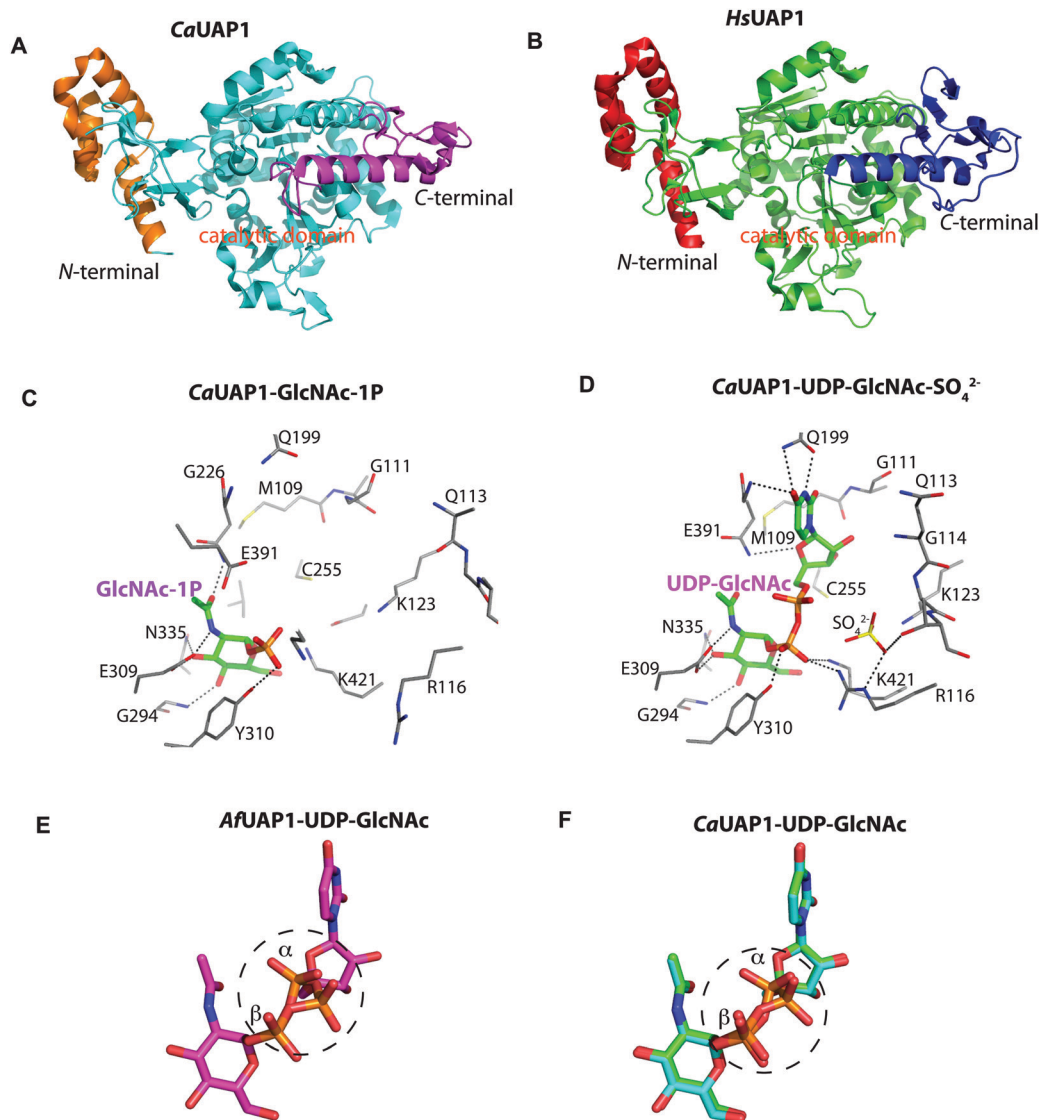 A
CaUAP1
catalytic domain
N-terminal
C-terminal
B
HsUAP1
catalytic domain
N-terminal
C-terminal
C
CaUAP1-GlcNAc-1P
Q199
G226
M109
G111
Q113
E391
C255
GlcNAc-1P
K123
N335
E309
K421
R116
G294
Y310
D
CaUAP1-UDP-GlcNAc-SO₄²⁻
Q199
G111
Q113
E391
M109
G114
UDP-GlcNAc
C255
K123
SO₄²⁻
N335
E309
K421
R116
G294
Y310
E
AfUAP1-UDP-GlcNAc
α
β
F
CaUAP1-UDP-GlcNAc
α
β